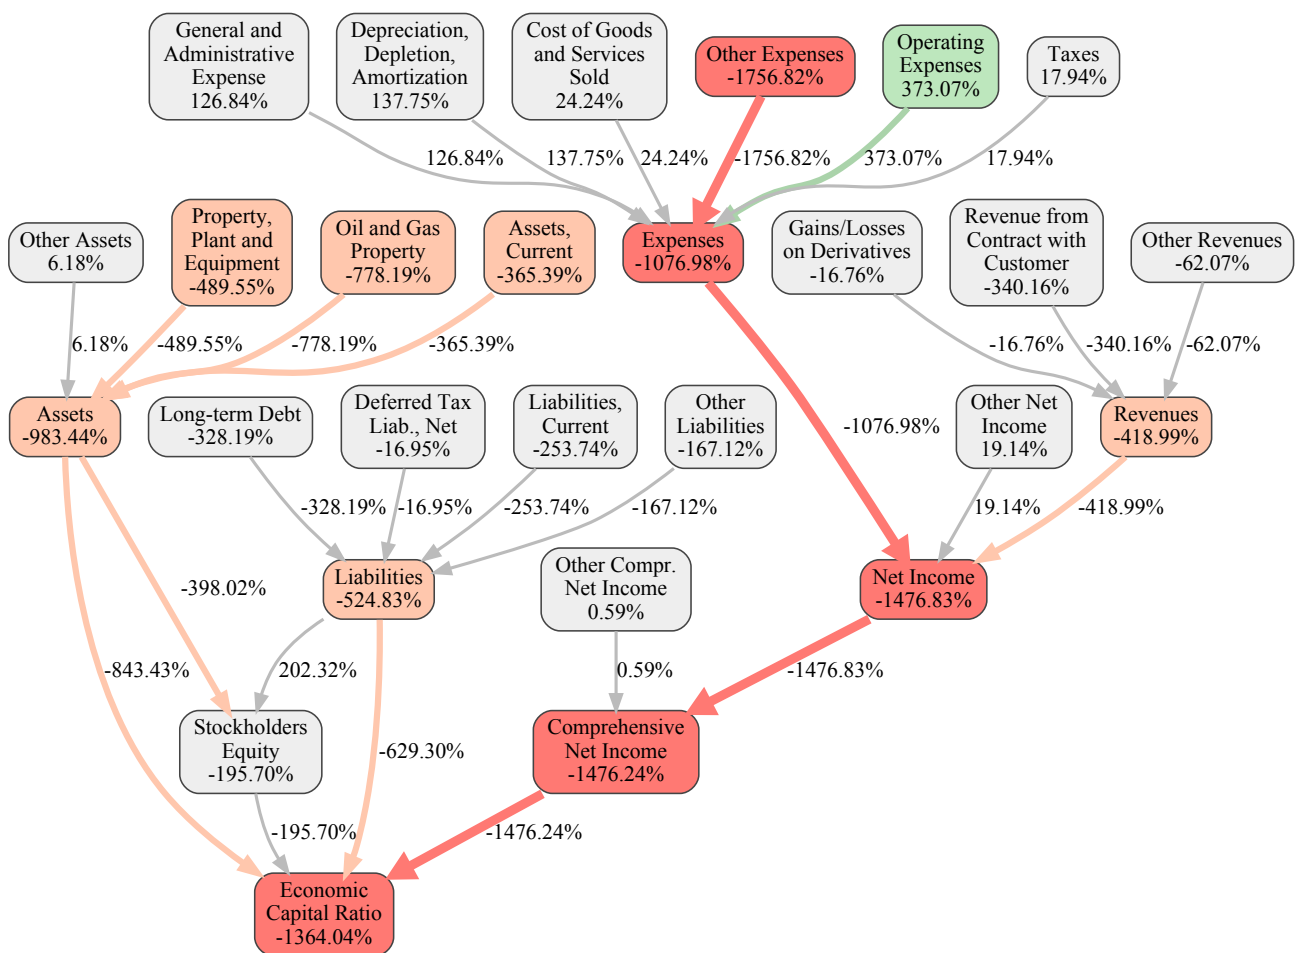 General and
Administrative
Expense
126.84%
Depreciation,
Depletion,
Amortization
137.75%
Cost of Goods
and Services
Sold
24.24%
Other Expenses
-1756.82%
Operating
Expenses
373.07%
Taxes
17.94%
126.84%
137.75%
24.24%
-1756.82%
373.07%
17.94%
Other Assets
6.18%
Property,
Plant and
Equipment
-489.55%
Oil and Gas
Property
-778.19%
Assets,
Current
-365.39%
Expenses
-1076.98%
Gains/Losses
on Derivatives
-16.76%
Revenue from
Contract with
Customer
-340.16%
Other Revenues
-62.07%
6.18%
-489.55%
-778.19%
-365.39%
-16.76%
-340.16%
-62.07%
Assets
-983.44%
Long-term Debt
-328.19%
Deferred Tax
Liab., Net
-16.95%
Liabilities,
Current
-253.74%
Other
Liabilities
-167.12%
-1076.98%
Other Net
Income
19.14%
Revenues
-418.99%
-328.19%
-16.95%
-253.74%
-167.12%
19.14%
-418.99%
-398.02%
Liabilities
-524.83%
Other Compr.
Net Income
0.59%
Net Income
-1476.83%
-843.43%
202.32%
0.59%
-1476.83%
Stockholders
Equity
-195.70%
-629.30%
Comprehensive
Net Income
-1476.24%
-195.70%
-1476.24%
Economic
Capital Ratio
-1364.04%